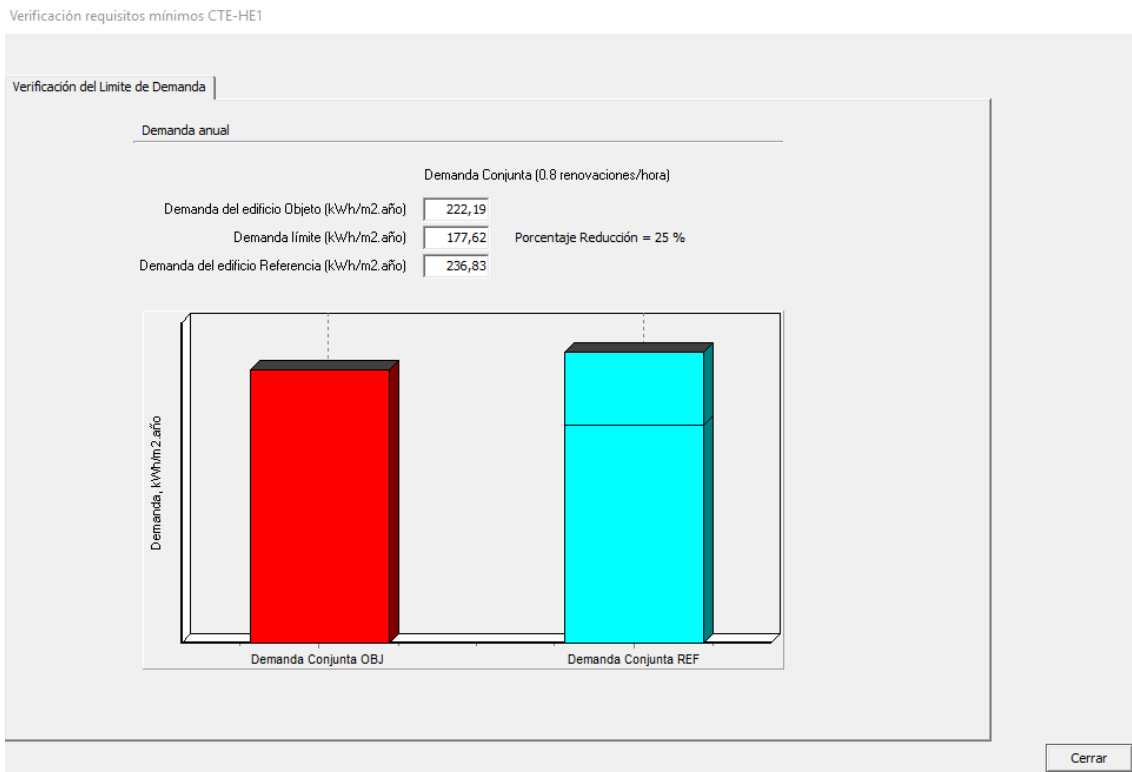 Verificación requisitos mínimos CTE-HE1
Verificación del Limite de Demanda
Demanda anual
Demanda Conjunta (0.8 renovaciones/hora)
Demanda del edificio Objeto (kWh/m2.año) 222,19
Demanda límite (kWh/m2.año) 177,62 Porcentaje Reducción = 25 %
Demanda del edificio Referencia (kWh/m2.año) 236,83
Demanda, kWh/m2.año
Demanda Conjunta OBJ Demanda Conjunta REF
Cerrar